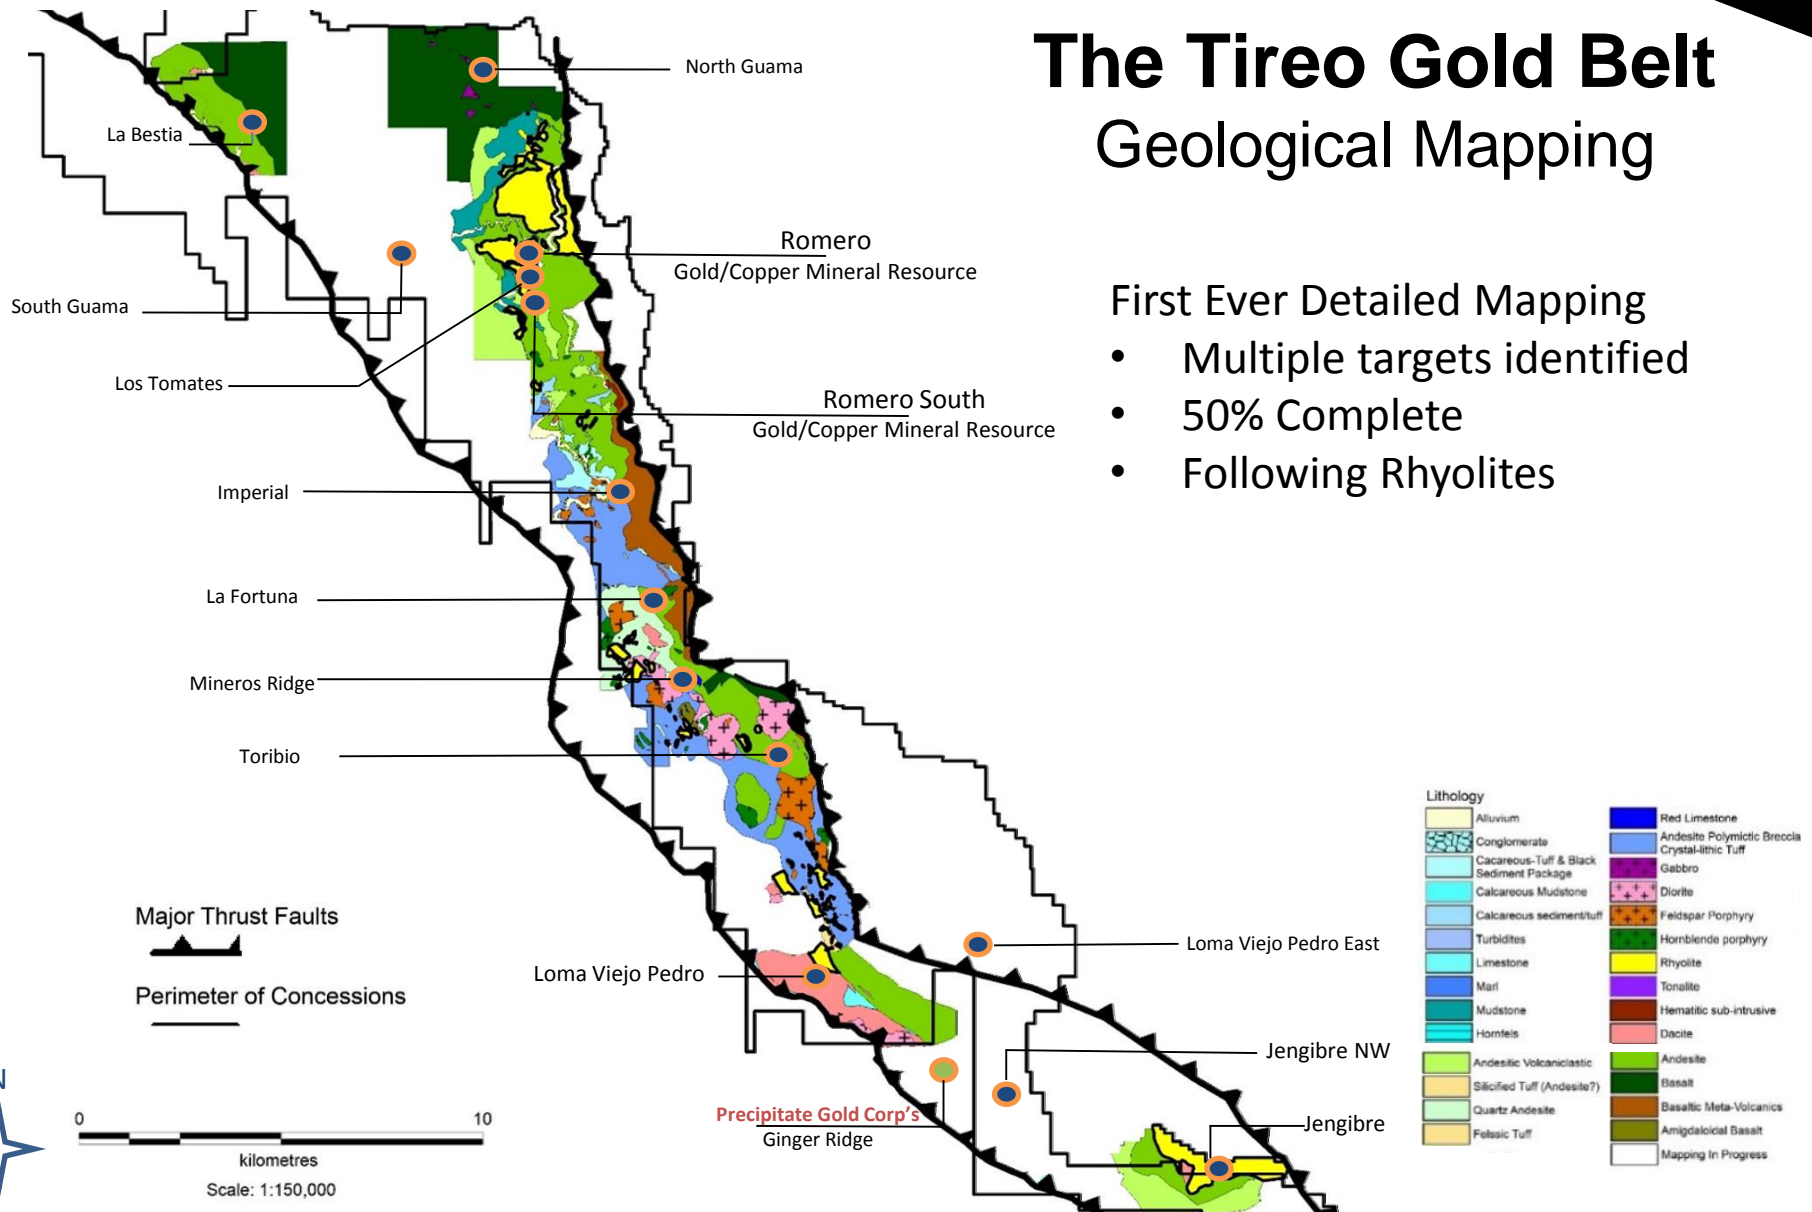 The Tireo Gold Belt
Geological Mapping
North Guama
La Bestia
Romero
Gold/Copper Mineral Resource
South Guama
Los Tomates
Romero South
Gold/Copper Mineral Resource
First Ever Detailed Mapping
• Multiple targets identified
• 50% Complete
• Following Rhyolites
Imperial
La Fortuna
Mineros Ridge
Toribio
Loma Viejo Pedro East
Loma Viejo Pedro
Jengibre NW
Jengibre
Precipitate Gold Corp's
Ginger Ridge
Major Thrust Faults
Perimeter of Concessions
N
0 10
kilometres
Scale: 1:150,000
Lithology
Alluvium
Conglomerate
Cacareous-Tuff & Black
Sediment Package
Calcareous Mudstone
Calcareous sediment/tuff
Turbidites
Limestone
Marl
Mudstone
Hornfels
Andesitic Volcaniclastic
Silicified Tuff (Andesite?)
Quartz Andesite
Felssic Tuff
Red Limestone
Andesite Polymictic Breccia
Crystal-lithic Tuff
Gabbro
Diorite
Feldspar Porphyry
Hornblende porphyry
Rhyolite
Tonalite
Hematitic sub-intrusive
Dacite
Andesite
Basalt
Basaltic Meta-Volcanics
Amigdaloidal Basalt
Mapping In Progress